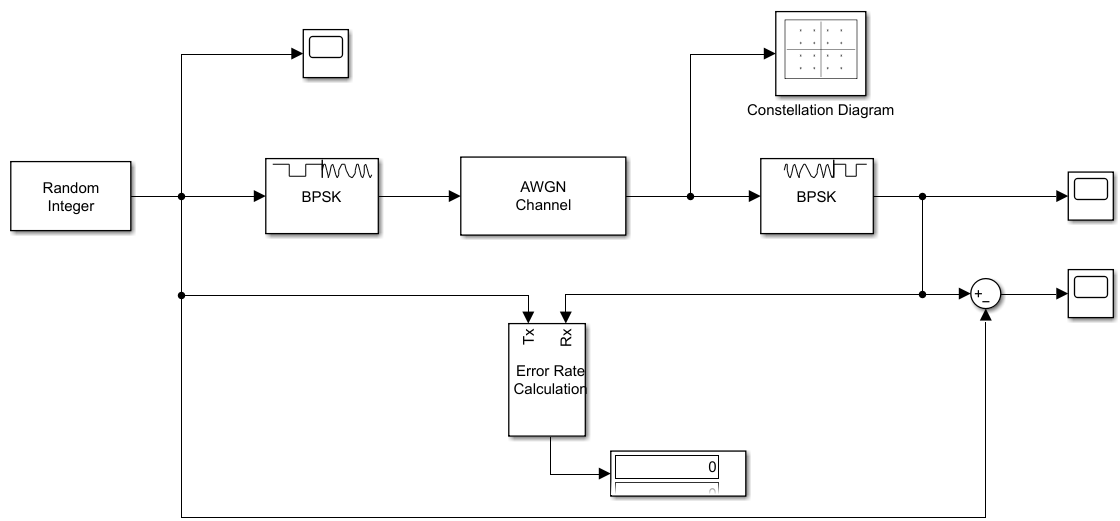 Constellation Diagram
Random
Integer
BPSK
AWGN
Channel
BPSK
+
−
Tx
Rx
Error Rate
Calculation
0